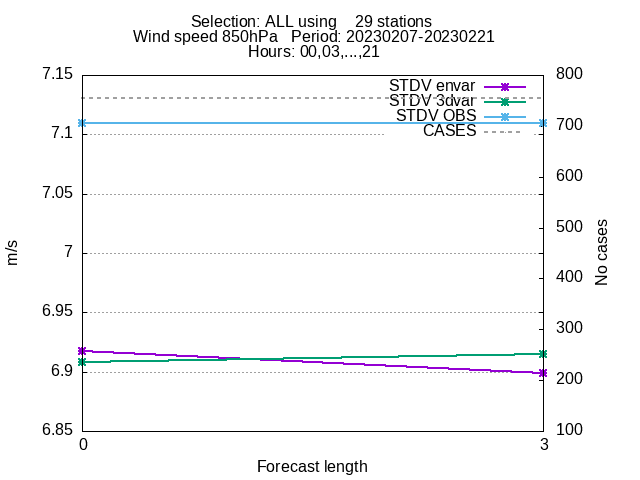 Selection: ALL using    29 stations
Wind speed 850hPa   Period: 20230207-20230221
Hours: 00,03,...,21
7.15
7.1
7.05
7
6.95
6.9
6.85
m/s
800
700
600
500
400
300
200
100
No cases
STDV envar
STDV 3dvar
STDV OBS
CASES
0
3
Forecast length